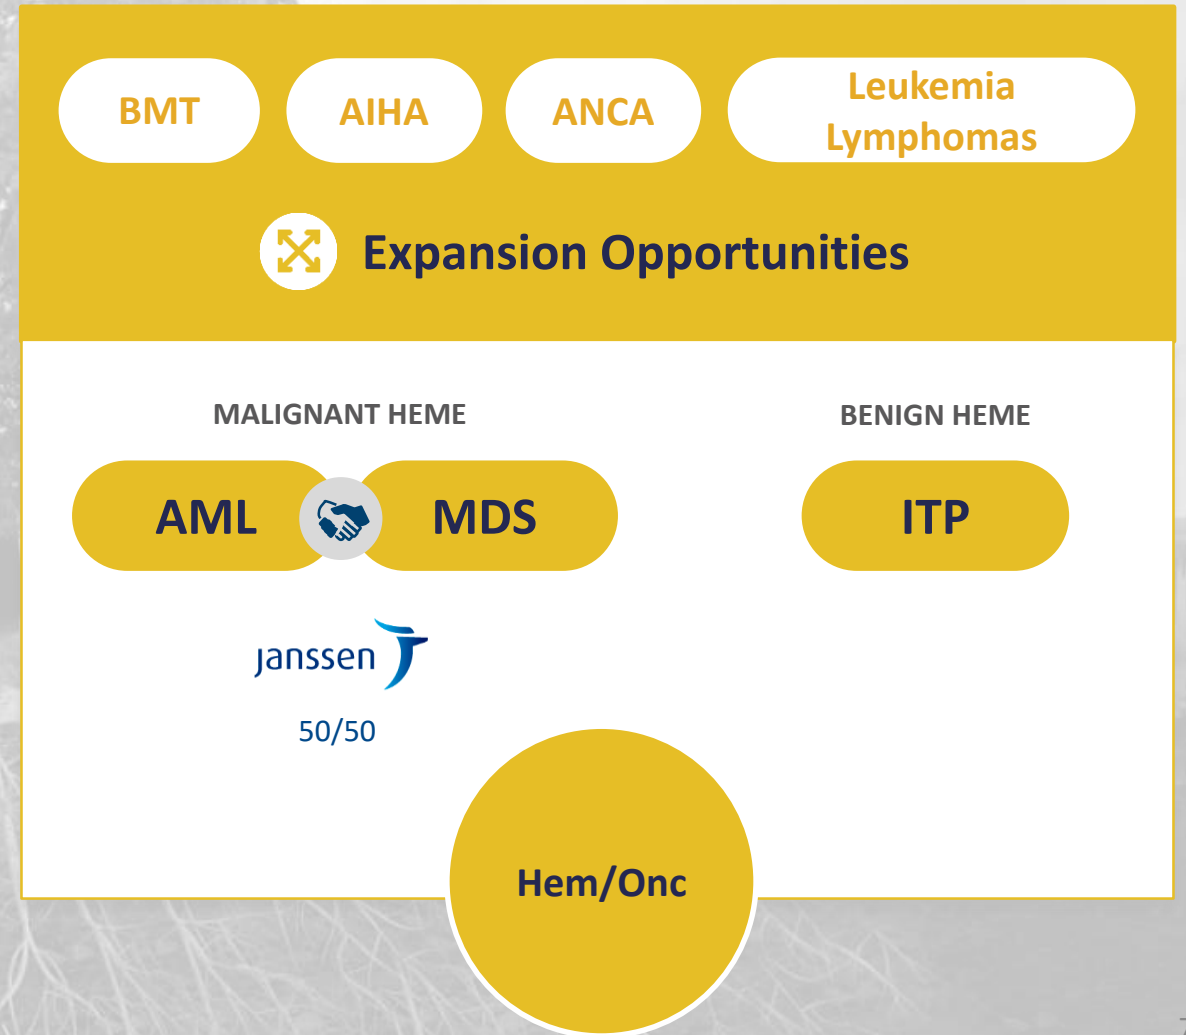 BMT
AIHA
ANCA
Leukemia
Lymphomas
Expansion Opportunities
MALIGNANT HEME
BENIGN HEME
AML
MDS
ITP
janssen
50/50
Hem/Onc